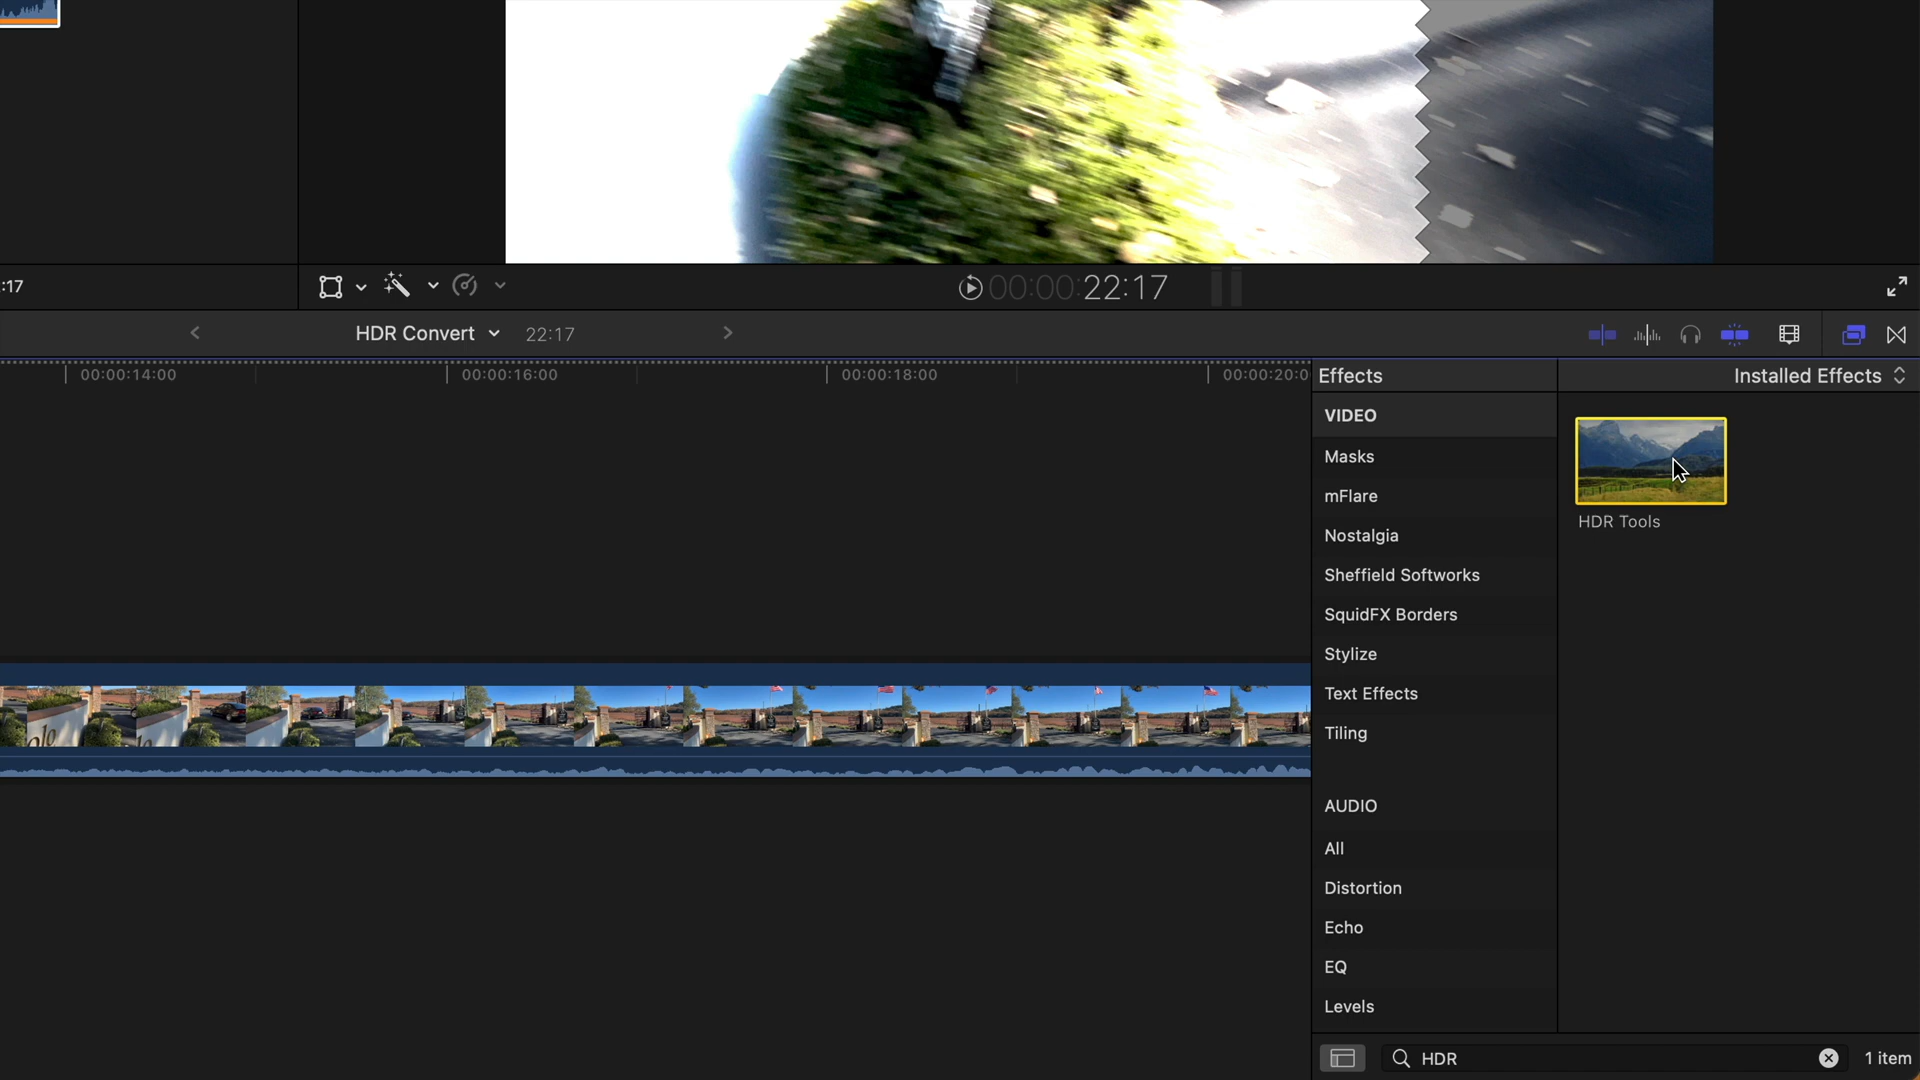 :17
00:00:22:17
HDR Convert
22:17
00:00:14:00
00:00:16:00
00:00:18:00
00:00:20:0
Effects
Installed Effects
VIDEO
Masks
mFlare
Nostalgia
Sheffield Softworks
SquidFX Borders
Stylize
Text Effects
Tiling
AUDIO
All
Distortion
Echo
EQ
Levels
HDR Tools
HDR
1 item